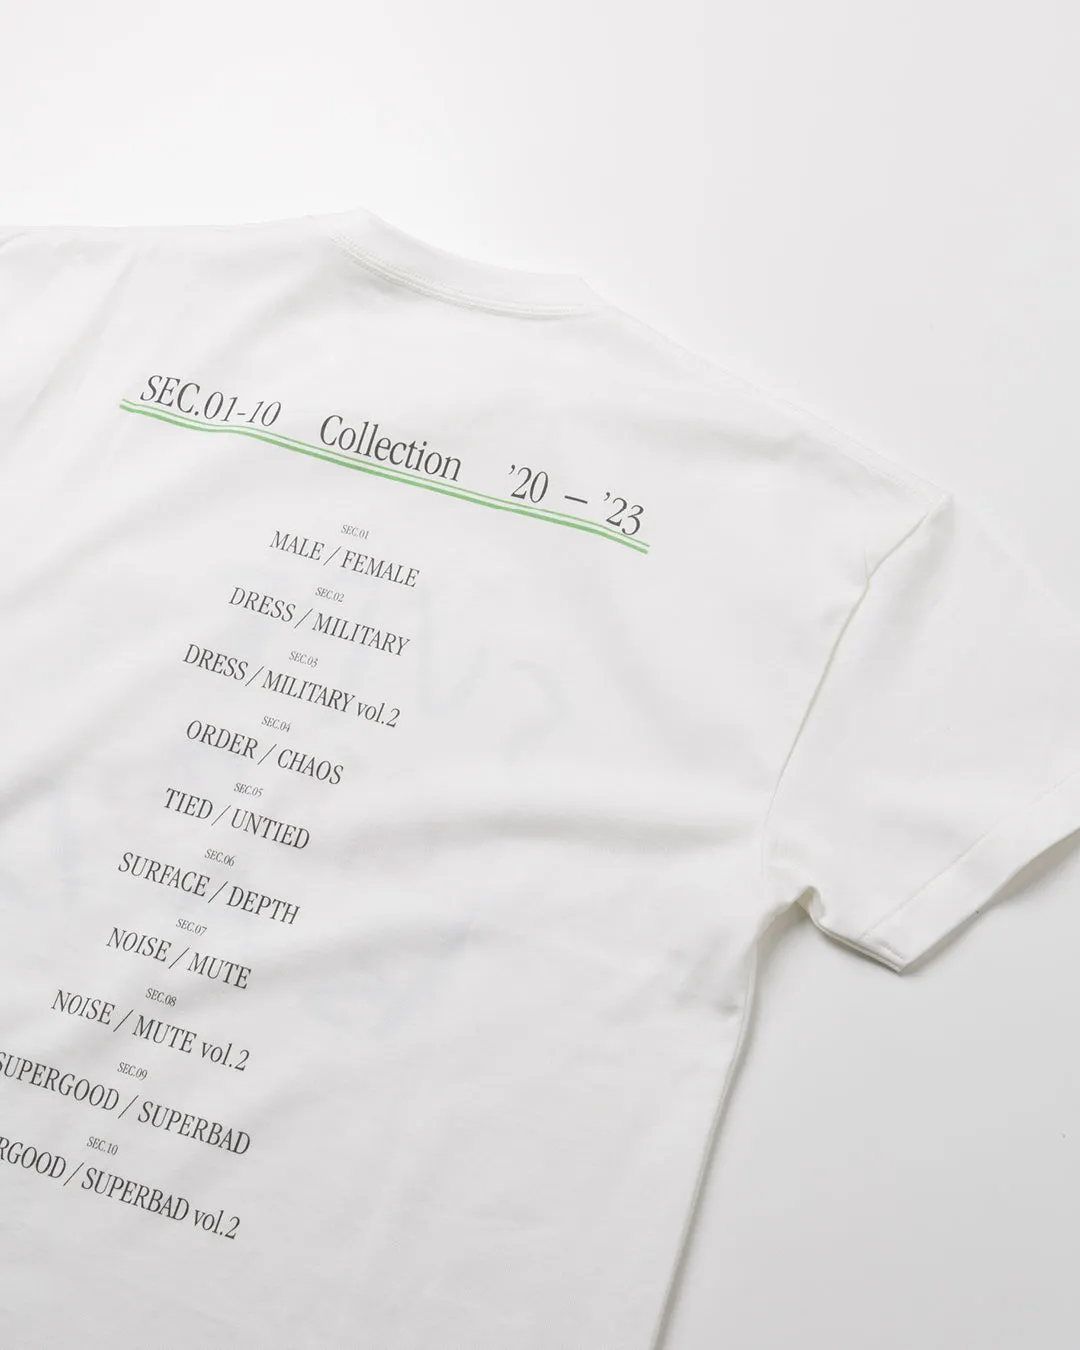 SEC.01-10 Collection ’20 – ’23
SEC.01
MALE / FEMALE
SEC.02
DRESS / MILITARY
SEC.03
DRESS / MILITARY vol.2
SEC.04
ORDER / CHAOS
SEC.05
TIED / UNTIED
SEC.06
SURFACE / DEPTH
SEC.07
NOISE / MUTE
SEC.08
NOISE / MUTE vol.2
SEC.09
SUPERGOOD / SUPERBAD
SEC.10
RGOOD / SUPERBAD vol.2